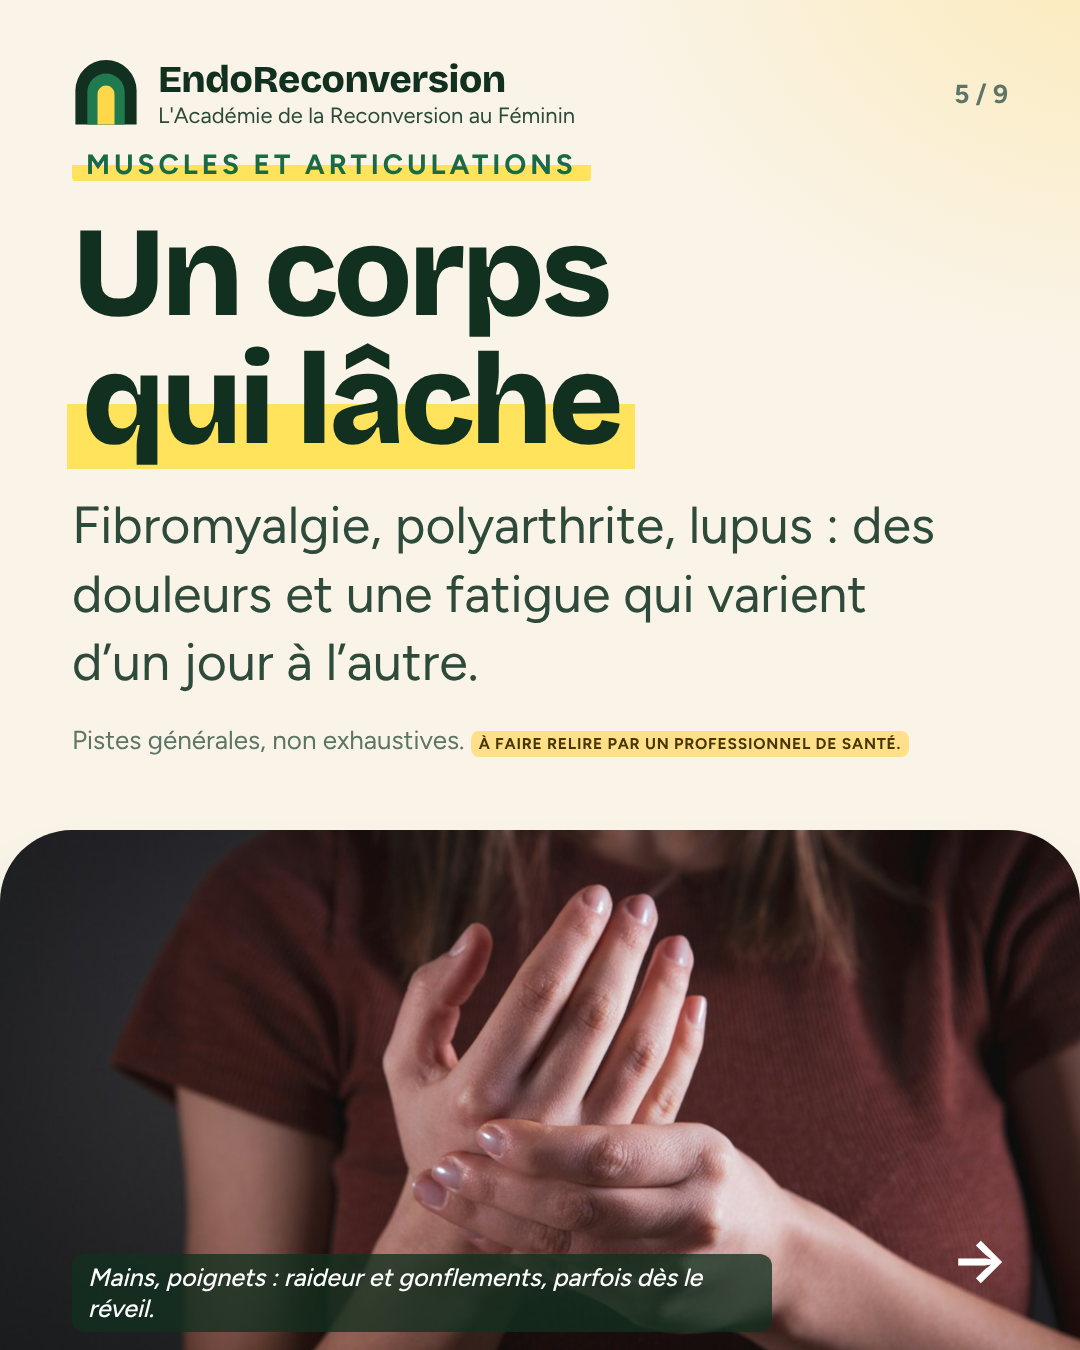 EndoReconversion
L'Académie de la Reconversion au Féminin
5 / 9
MUSCLES ET ARTICULATIONS
Un corps
qui lâche
Fibromyalgie, polyarthrite, lupus : des
douleurs et une fatigue qui varient
d’un jour à l’autre.
Pistes générales, non exhaustives. À FAIRE RELIRE PAR UN PROFESSIONNEL DE SANTÉ.
Mains, poignets : raideur et gonflements, parfois dès le
réveil.